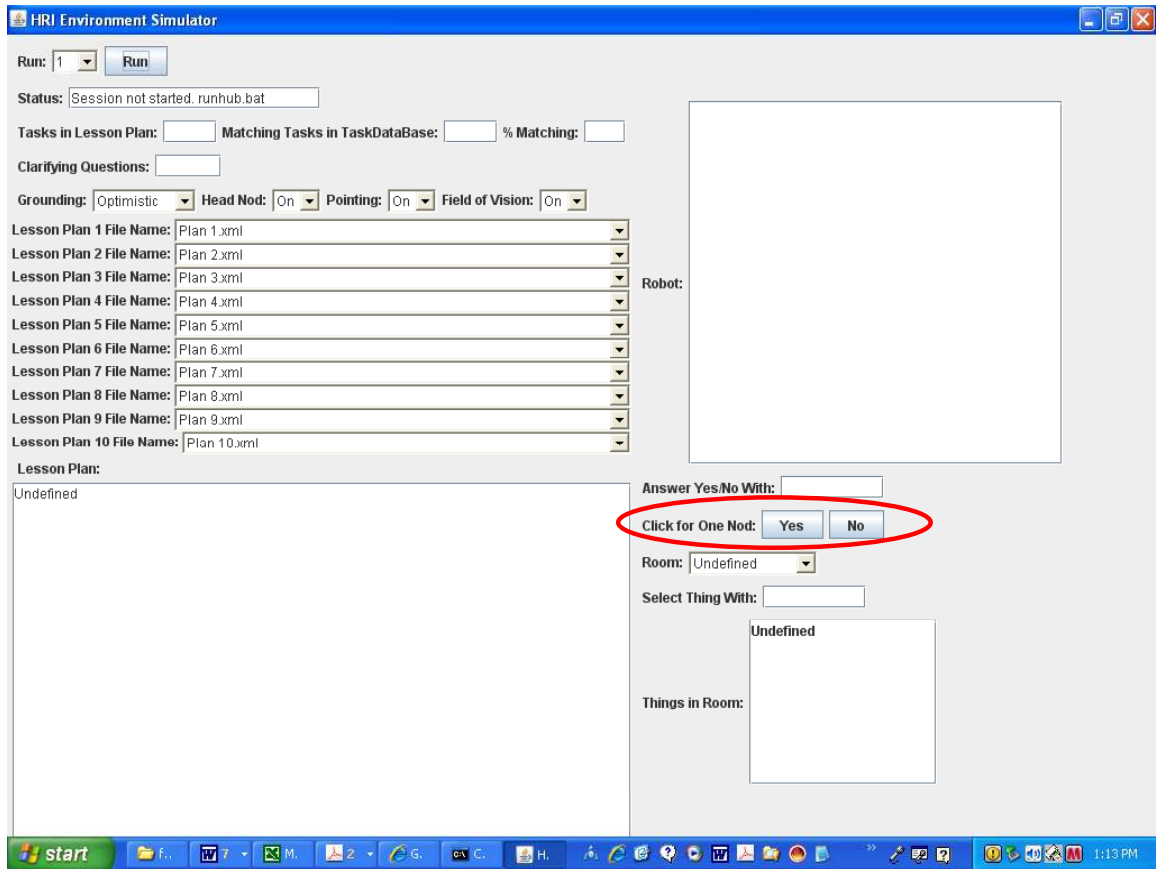 HRI Environment Simulator
Run: 1 Run
Status: Session not started. runhub.bat
Tasks in Lesson Plan: Matching Tasks in TaskDataBase: % Matching:
Clarifying Questions:
Grounding: Optimistic Head Nod: On Pointing: On Field of Vision: On
Lesson Plan 1 File Name: Plan 1.xml
Lesson Plan 2 File Name: Plan 2.xml
Lesson Plan 3 File Name: Plan 3.xml
Lesson Plan 4 File Name: Plan 4.xml
Lesson Plan 5 File Name: Plan 5.xml
Lesson Plan 6 File Name: Plan 6.xml
Lesson Plan 7 File Name: Plan 7.xml
Lesson Plan 8 File Name: Plan 8.xml
Lesson Plan 9 File Name: Plan 9.xml
Lesson Plan 10 File Name: Plan 10.xml
Lesson Plan:
Undefined
Robot:
Answer Yes/No With:
Click for One Nod: Yes No
Room: Undefined
Select Thing With:
Undefined
Things in Room:
start F.. 7 M. 2 G. C. H. 1:13 PM